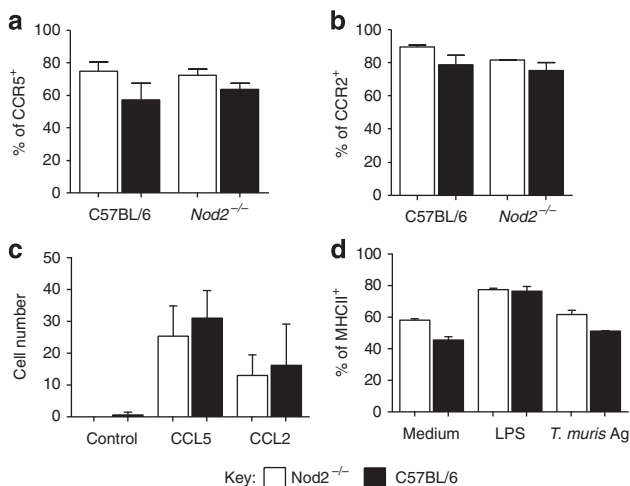 a
% of CCR5+
100
80
60
40
20
0
C57BL/6 Nod2−/−
b
% of CCR2+
100
80
60
40
20
0
C57BL/6 Nod2−/−
c
Cell number
50
40
30
20
10
0
Control CCL5 CCL2
d
% of MHCII+
100
80
60
40
20
0
Medium LPS T. muris Ag
Key: Nod2−/− C57BL/6